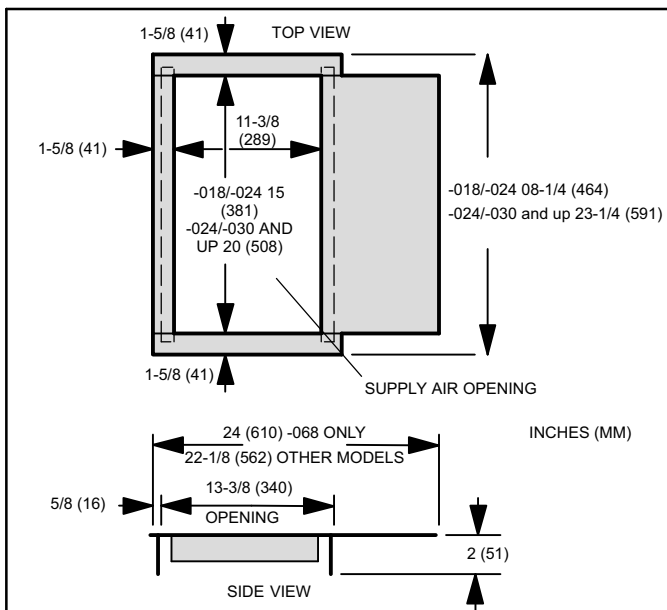 1-5/8 (41)
TOP VIEW
11-3/8
(289)
1-5/8 (41)
-018/-024 15
(381)
-024/-030 AND
UP 20 (508)
-018/-024 08-1/4 (464)
-024/-030 and up 23-1/4 (591)
1-5/8 (41)
SUPPLY AIR OPENING
24 (610) -068 ONLY
INCHES (MM)
22-1/8 (562) OTHER MODELS
13-3/8 (340)
5/8 (16)
OPENING
2 (51)
SIDE VIEW